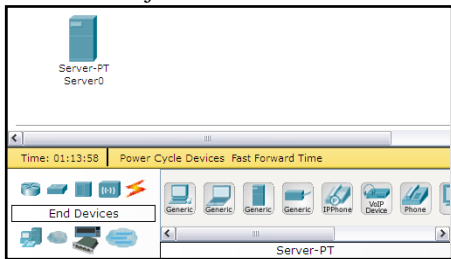 Server-PT
Server0
Time: 01:13:58 Power Cycle Devices Fast Forward Time
Generic Generic Generic Generic IPPhone VoIP Device Phone
End Devices
Server-PT